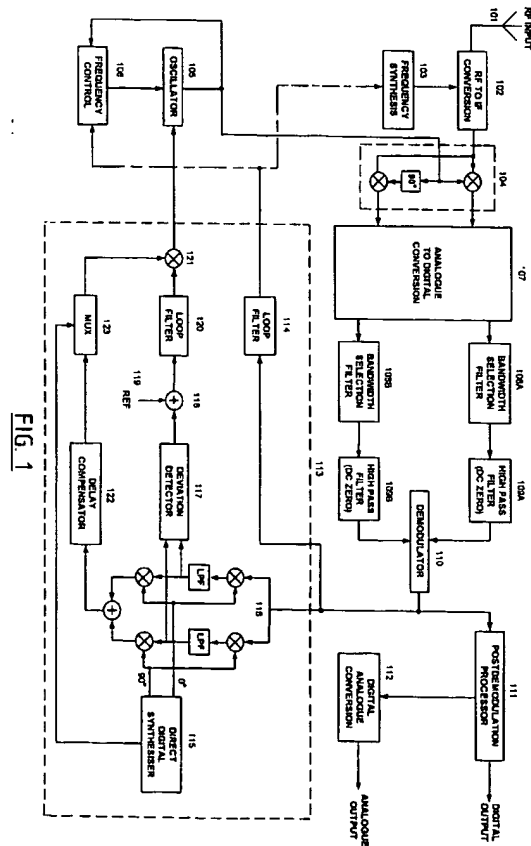 RF INPUT
101
RF TO IF
CONVERSION
102
FREQUENCY
SYNTHESIS
103
OSCILLATOR
105
FREQUENCY
CONTROL
106
90°
104
ANALOGUE
TO DIGITAL
CONVERSION
107
BANDWIDTH
SELECTION
FILTER
108A
HIGH PASS
FILTER
(DC ZERO)
109A
BANDWIDTH
SELECTION
FILTER
108B
HIGH PASS
FILTER
(DC ZERO)
109B
DEMODULATOR
110
POSTDEMODULATION
PROCESSOR
111
DIGITAL
OUTPUT
DIGITAL
ANALOGUE
CONVERSION
112
ANALOGUE
OUTPUT
113
LOOP
FILTER
114
121
LOOP
FILTER
120
118
119
REF
DEVIATION
DETECTOR
117
LPF
116
LPF
MUX
123
DELAY
COMPENSATOR
122
90°
0°
DIRECT
DIGITAL
SYNTHESISER
115
FIG. 1